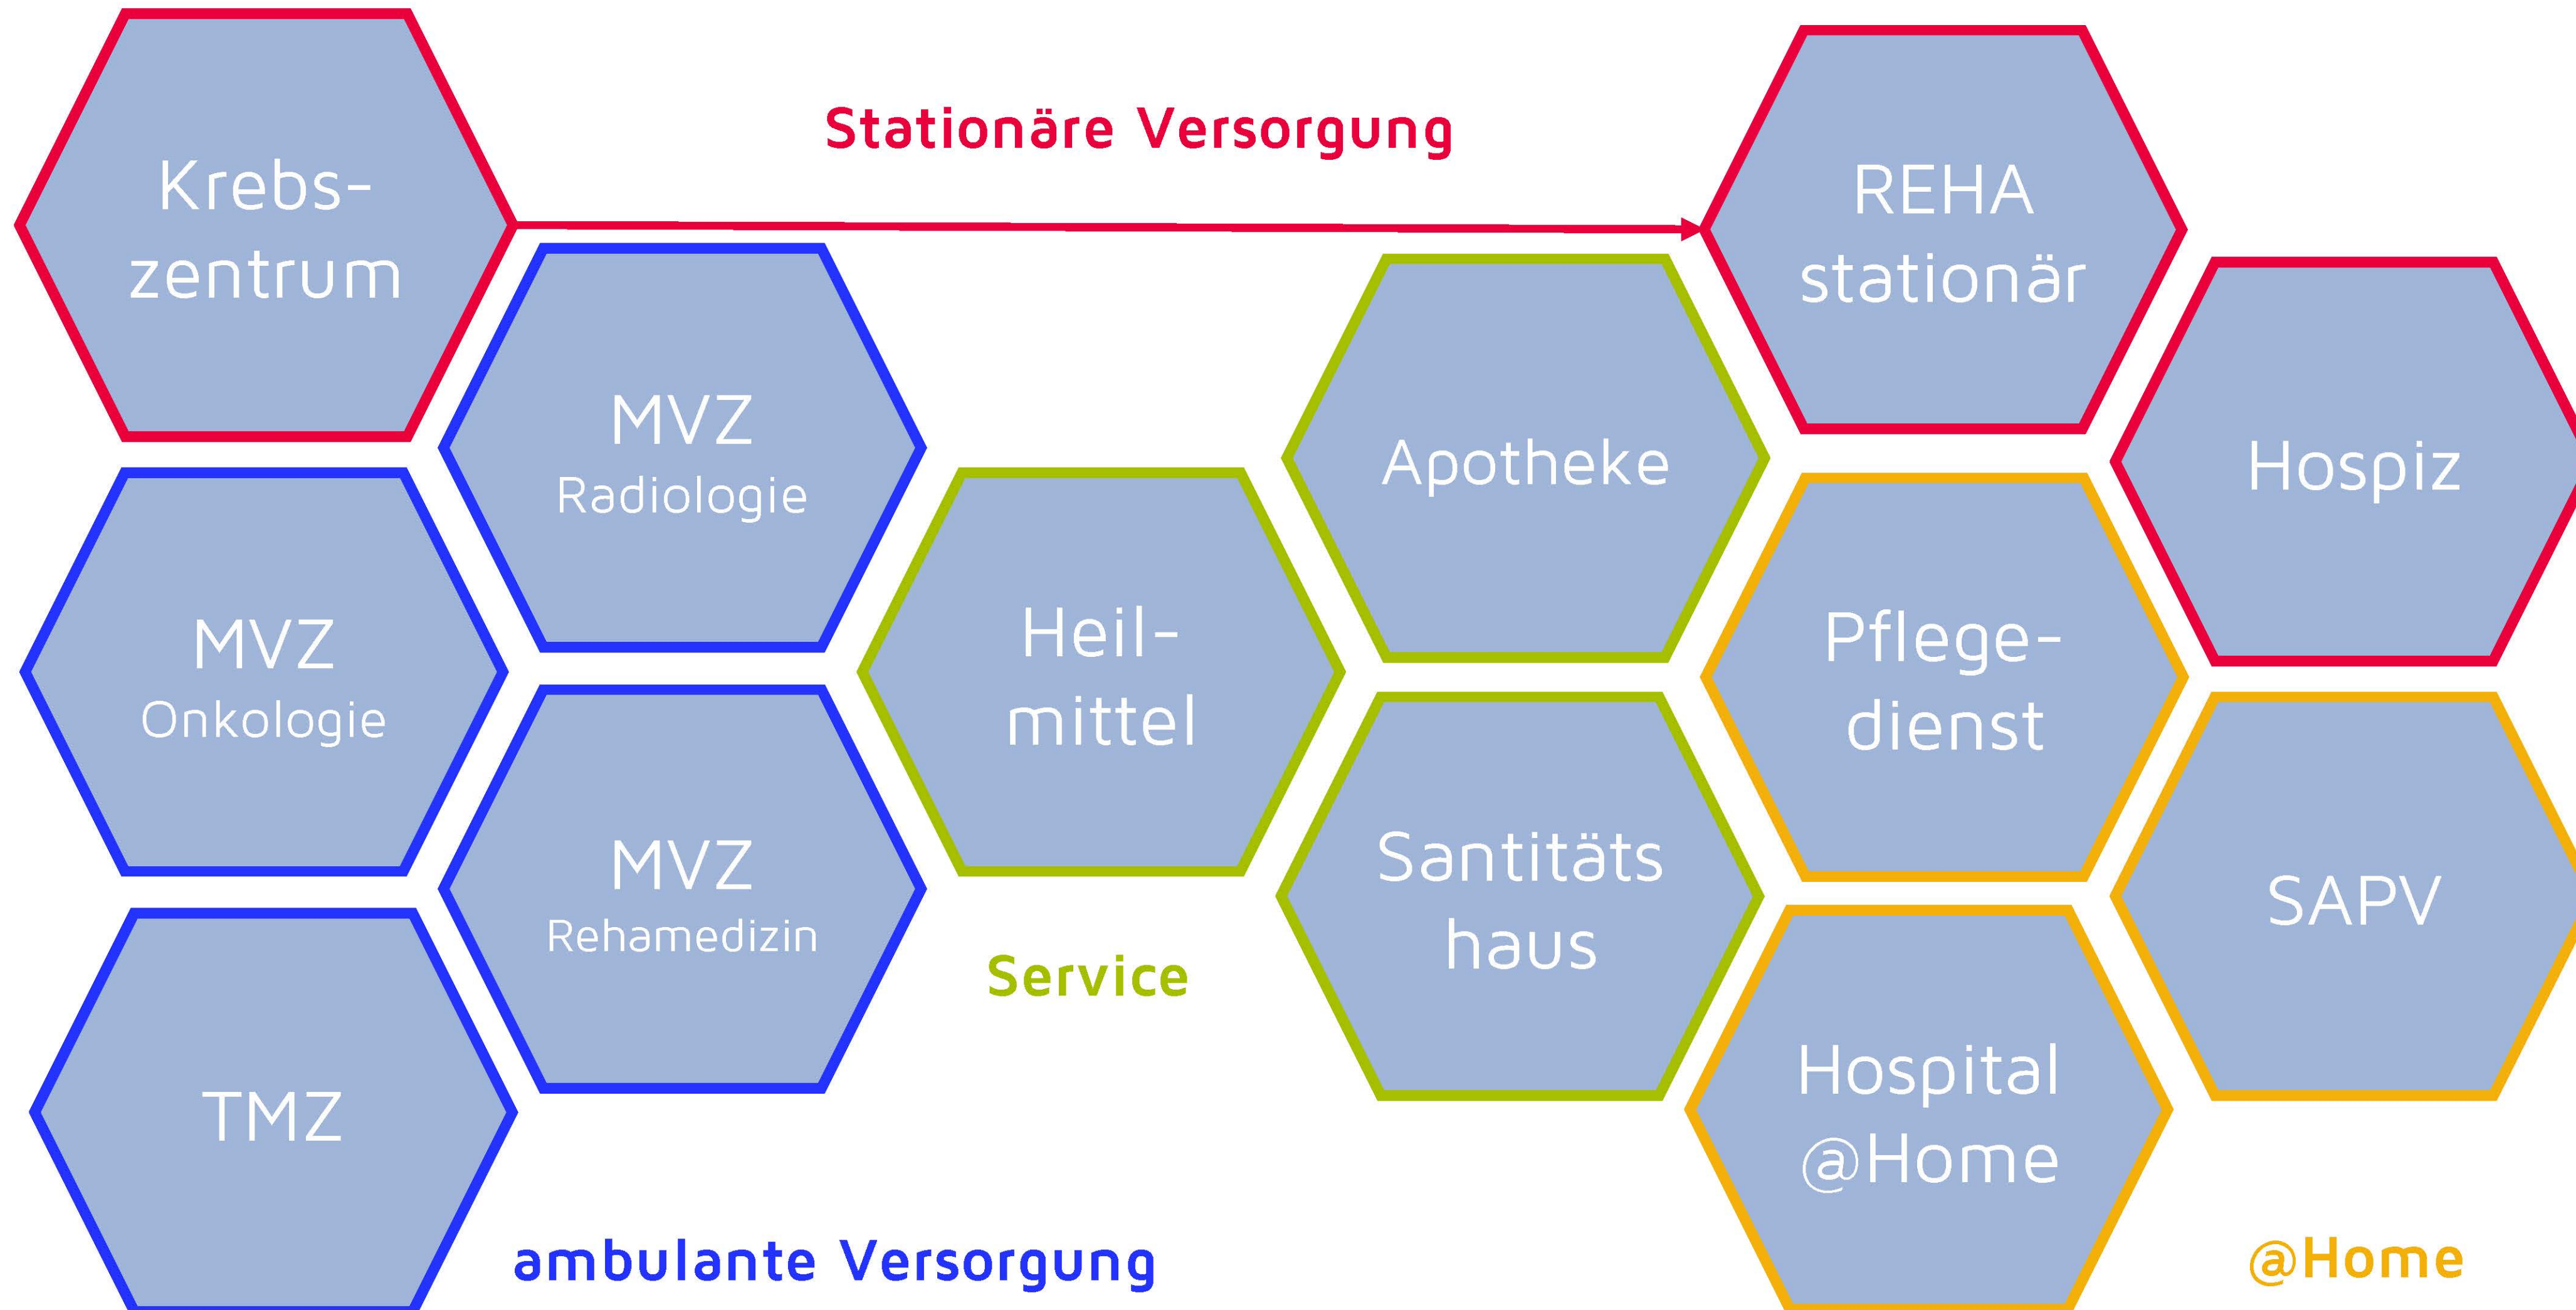 Krebs-
zentrum
Stationäre Versorgung
REHA
stationär
MVZ
Radiologie
Apotheke
Hospiz
MVZ
Onkologie
Heil-
mittel
Pflege-
dienst
MVZ
Rehamedizin
Santitäts
haus
SAPV
Service
TMZ
Hospital
@Home
ambulante Versorgung
@Home